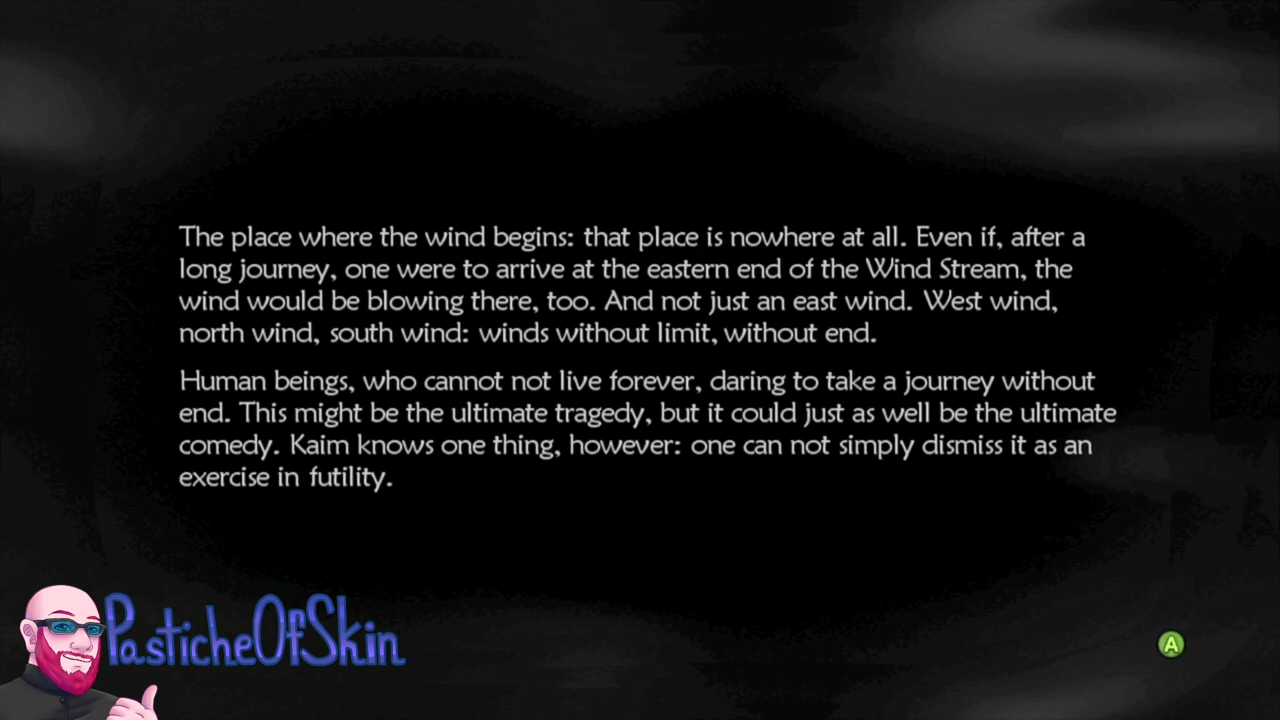 The place where the wind begins: that place is nowhere at all. Even if, after a
long journey, one were to arrive at the eastern end of the Wind Stream, the
wind would be blowing there, too. And not just an east wind. West wind,
north wind, south wind: winds without limit, without end.
Human beings, who cannot not live forever, daring to take a journey without
end. This might be the ultimate tragedy, but it could just as well be the ultimate
comedy. Kaim knows one thing, however: one can not simply dismiss it as an
exercise in futility.
PasticheOfSkin
A